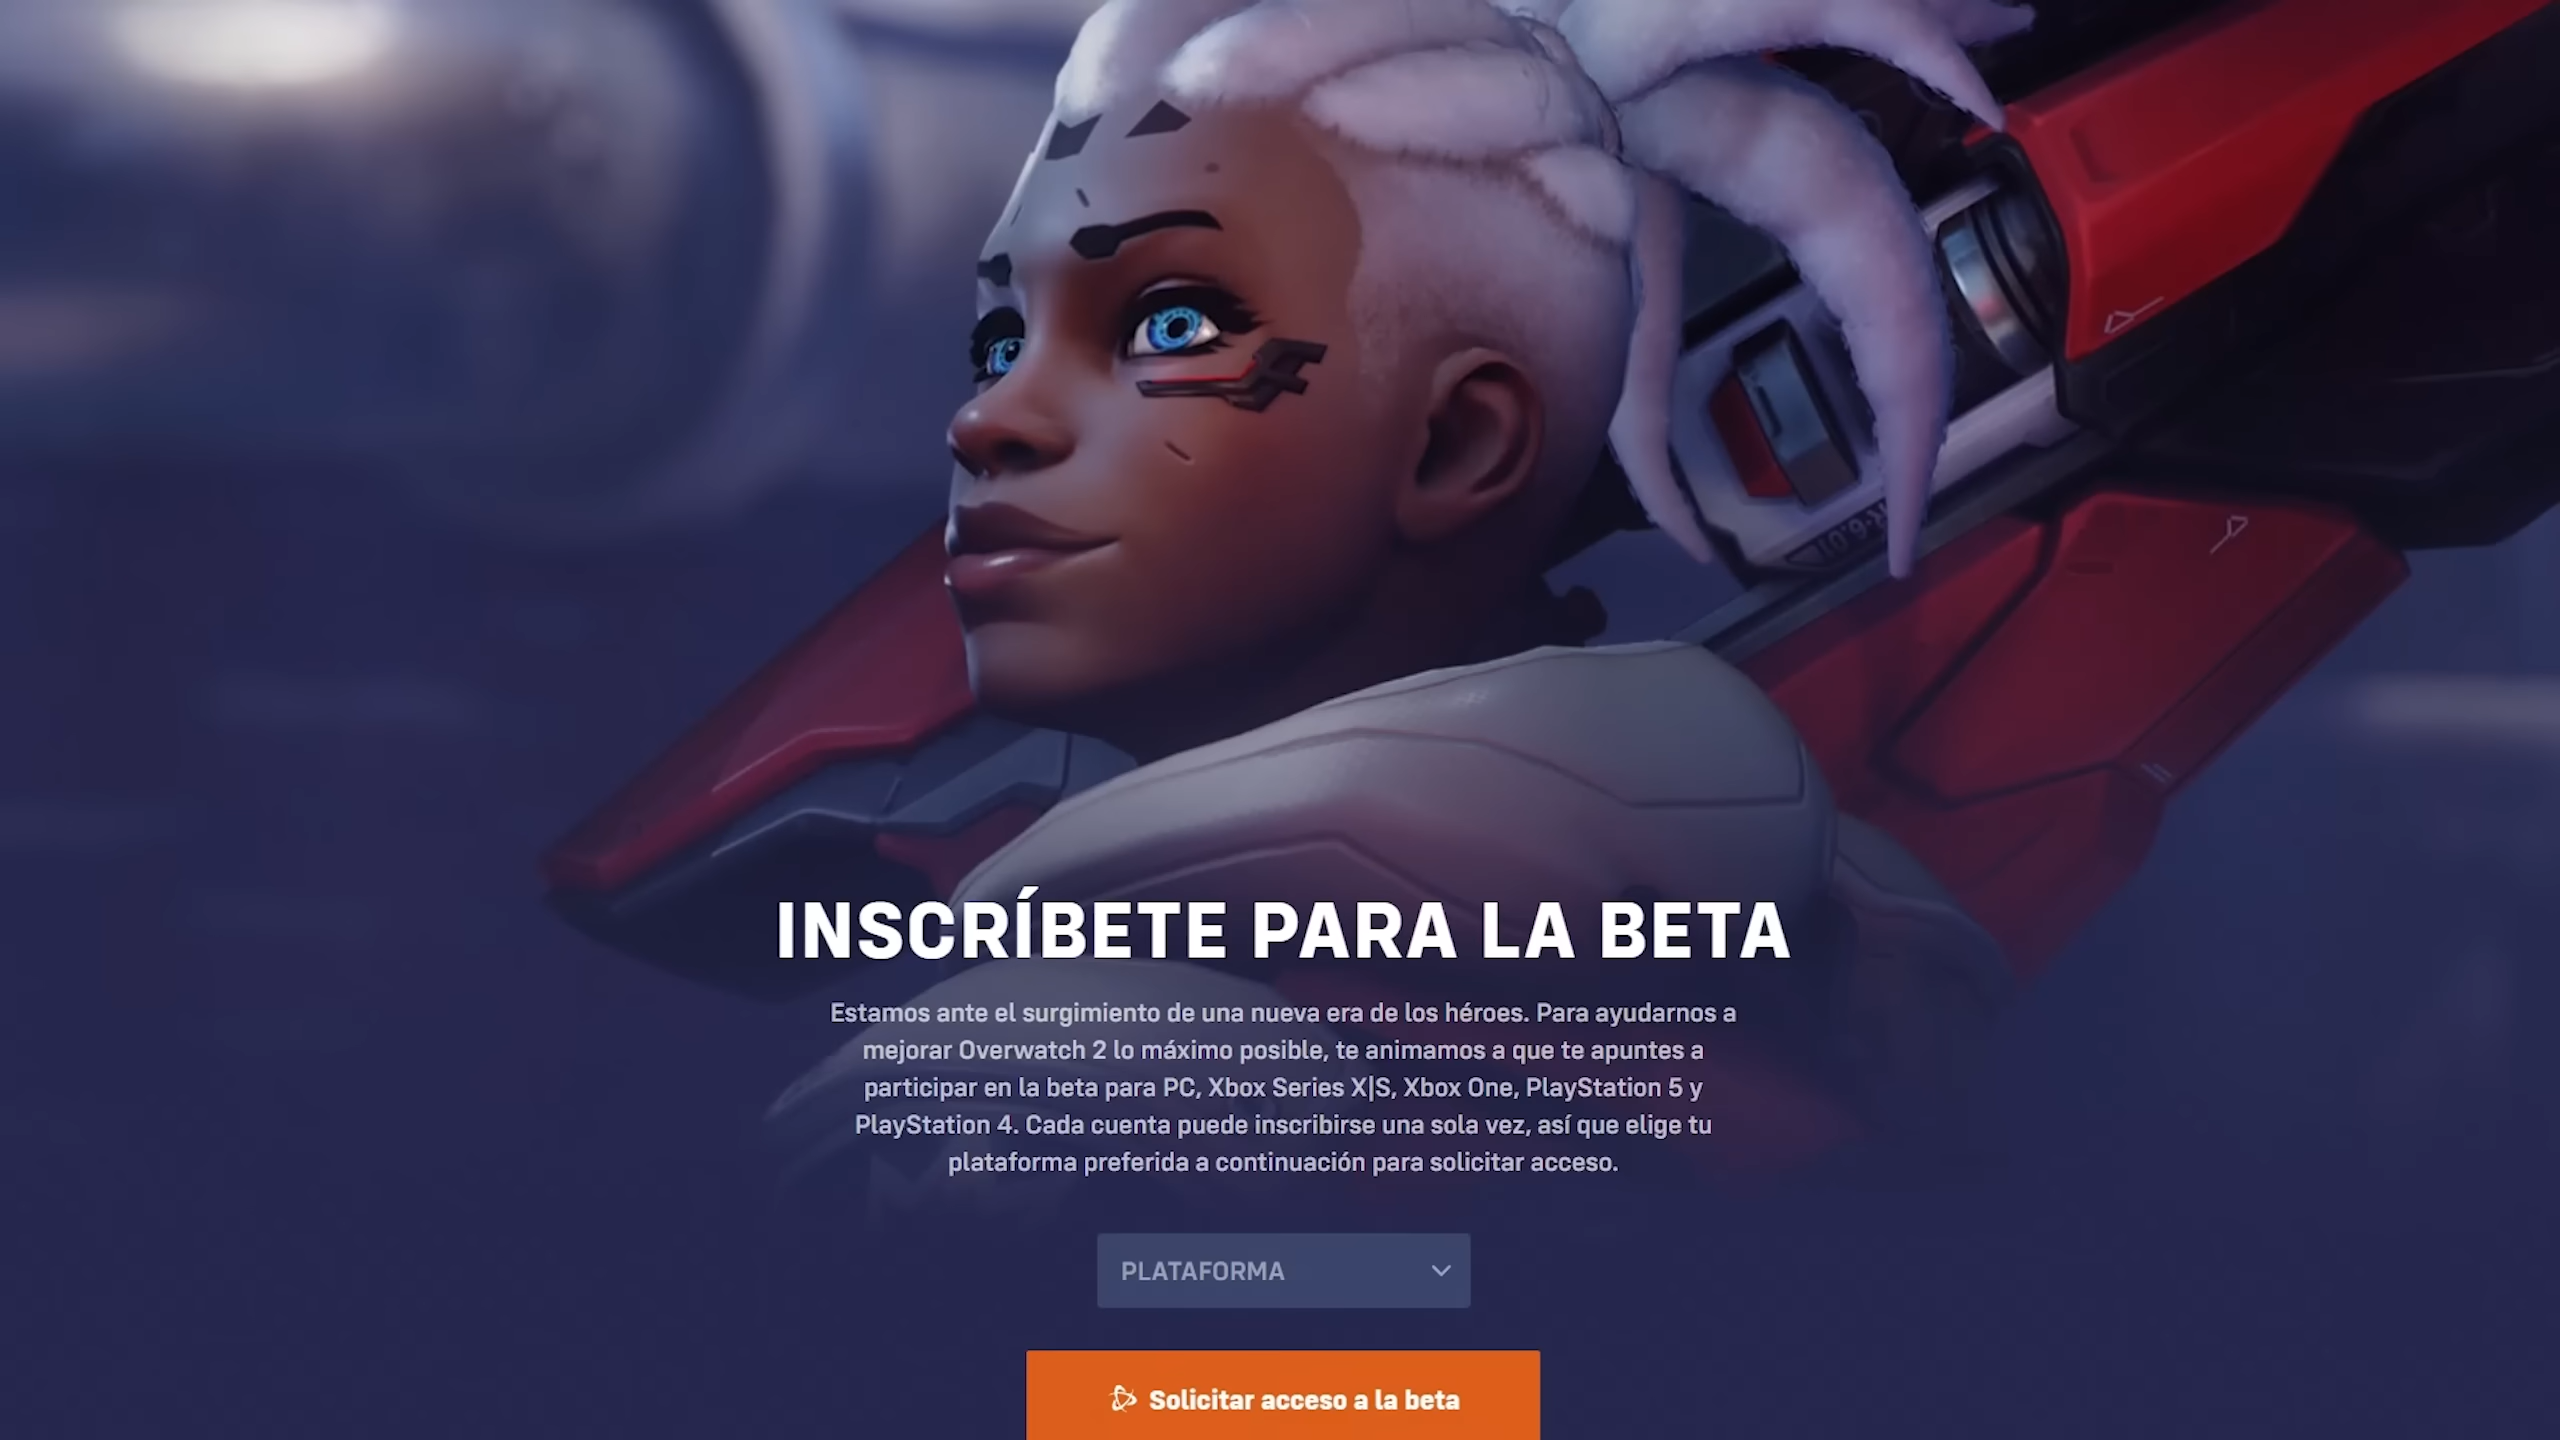 INSCRÍBETE PARA LA BETA
Estamos ante el surgimiento de una nueva era de los héroes. Para ayudarnos a
mejorar Overwatch 2 lo máximo posible, te animamos a que te apuntes a
participar en la beta para PC, Xbox Series X|S, Xbox One, PlayStation 5 y
PlayStation 4. Cada cuenta puede inscribirse una sola vez, así que elige tu
plataforma preferida a continuación para solicitar acceso.
PLATAFORMA
Solicitar acceso a la beta